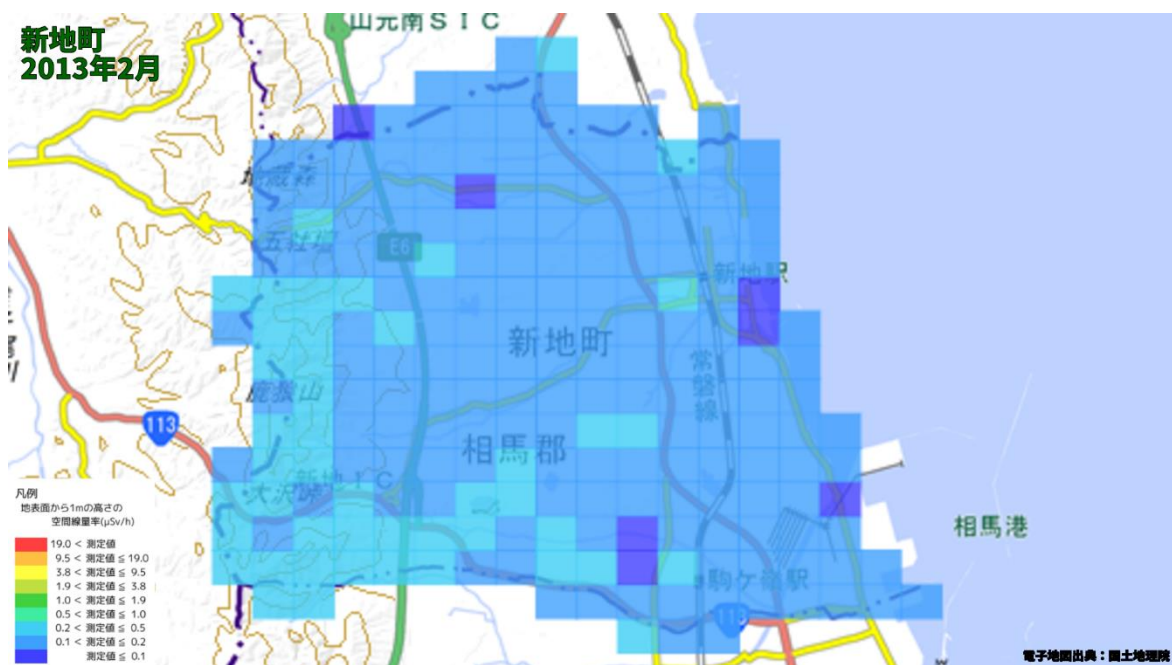 新地町
2013年2月
山元南ＳＩＣ
地蔵森
五社壇
E6
新地駅
新地町
常磐線
鹿狼山
113
相馬郡
新地ＩＣ
大沢峠
相馬港
駒ケ嶺駅
113
凡例
地表面から1mの高さの
空間線量率(μSv/h)
19.0 < 測定値
9.5 < 測定値 ≤ 19.0
3.8 < 測定値 ≤ 9.5
1.9 < 測定値 ≤ 3.8
1.0 < 測定値 ≤ 1.9
0.5 < 測定値 ≤ 1.0
0.2 < 測定値 ≤ 0.5
0.1 < 測定値 ≤ 0.2
測定値 ≤ 0.1
電子地図出典：国土地理院